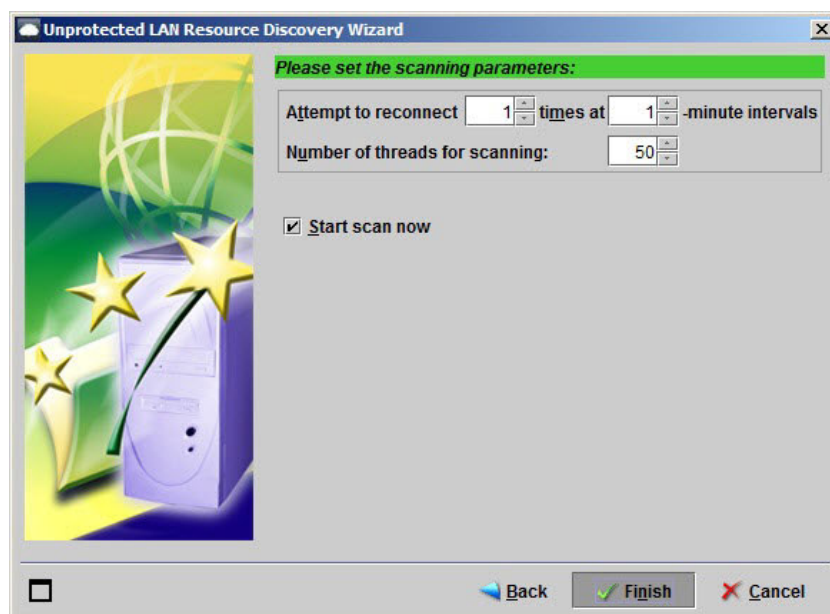 Unprotected LAN Resource Discovery Wizard
Please set the scanning parameters:
Attempt to reconnect 1 times at 1 -minute intervals
Number of threads for scanning: 50
Start scan now
Back Finish Cancel